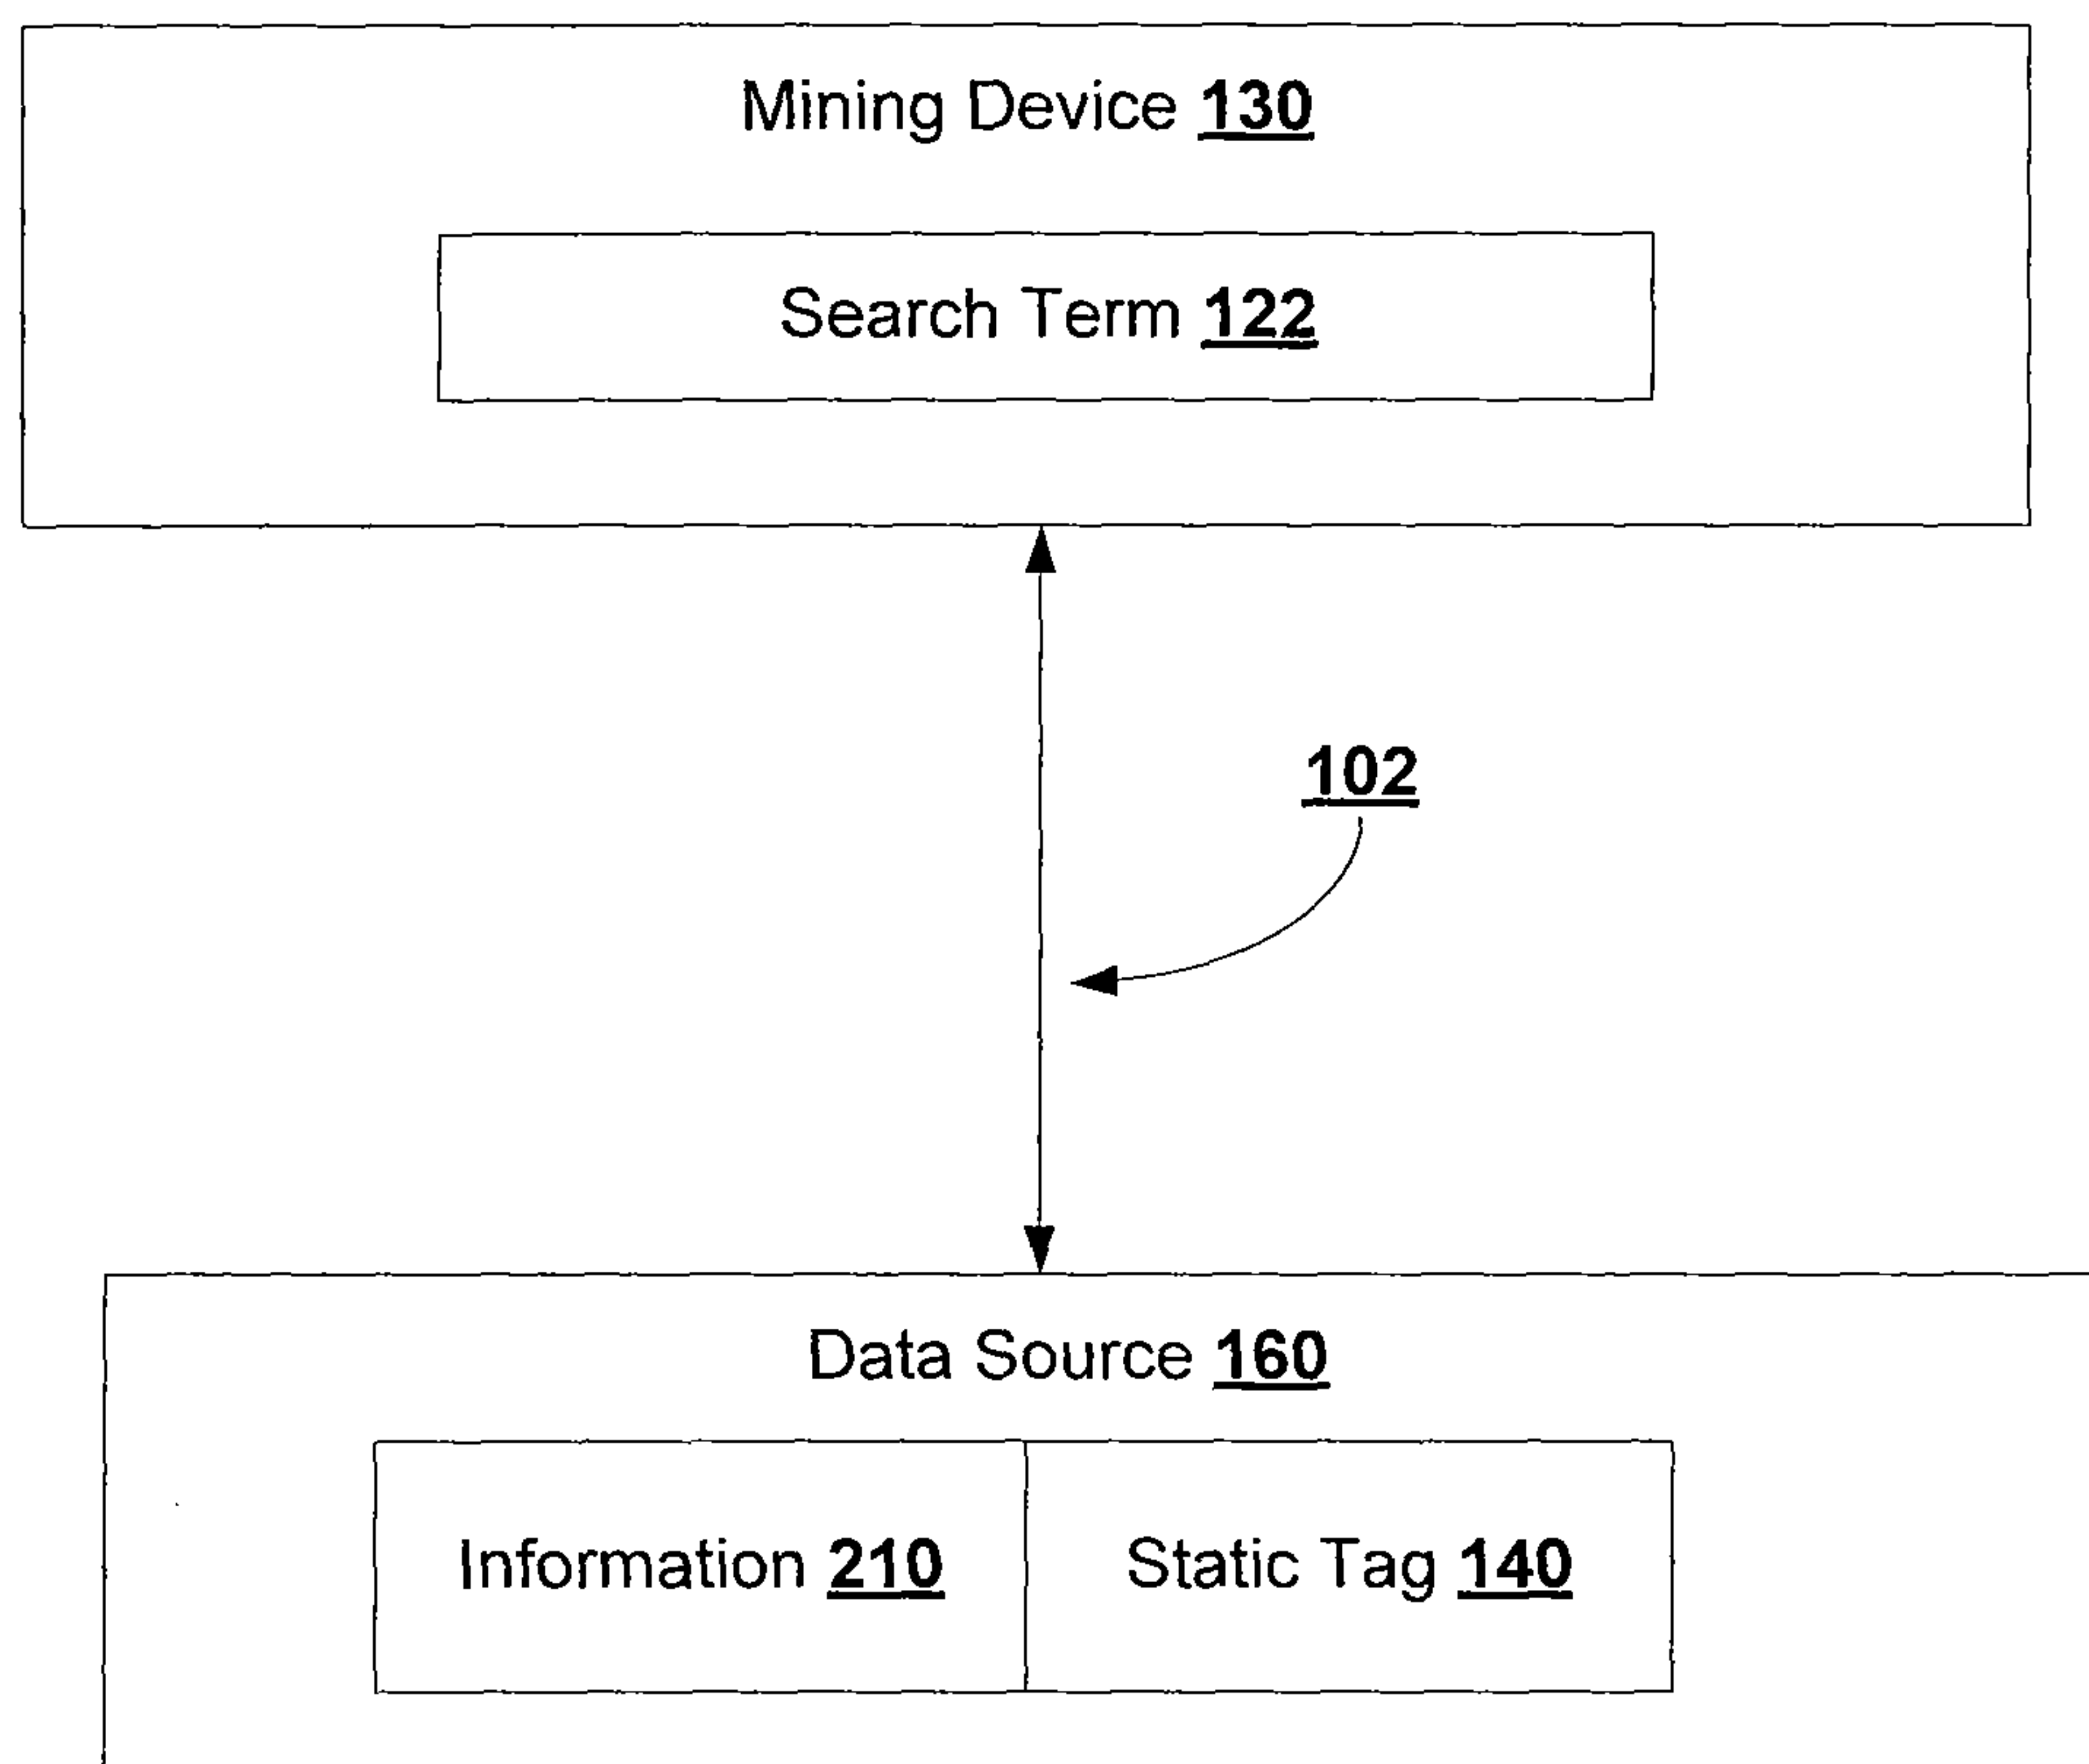 Mining Device 130
Search Term 122
102
Data Source 160
Information 210 Static Tag 140